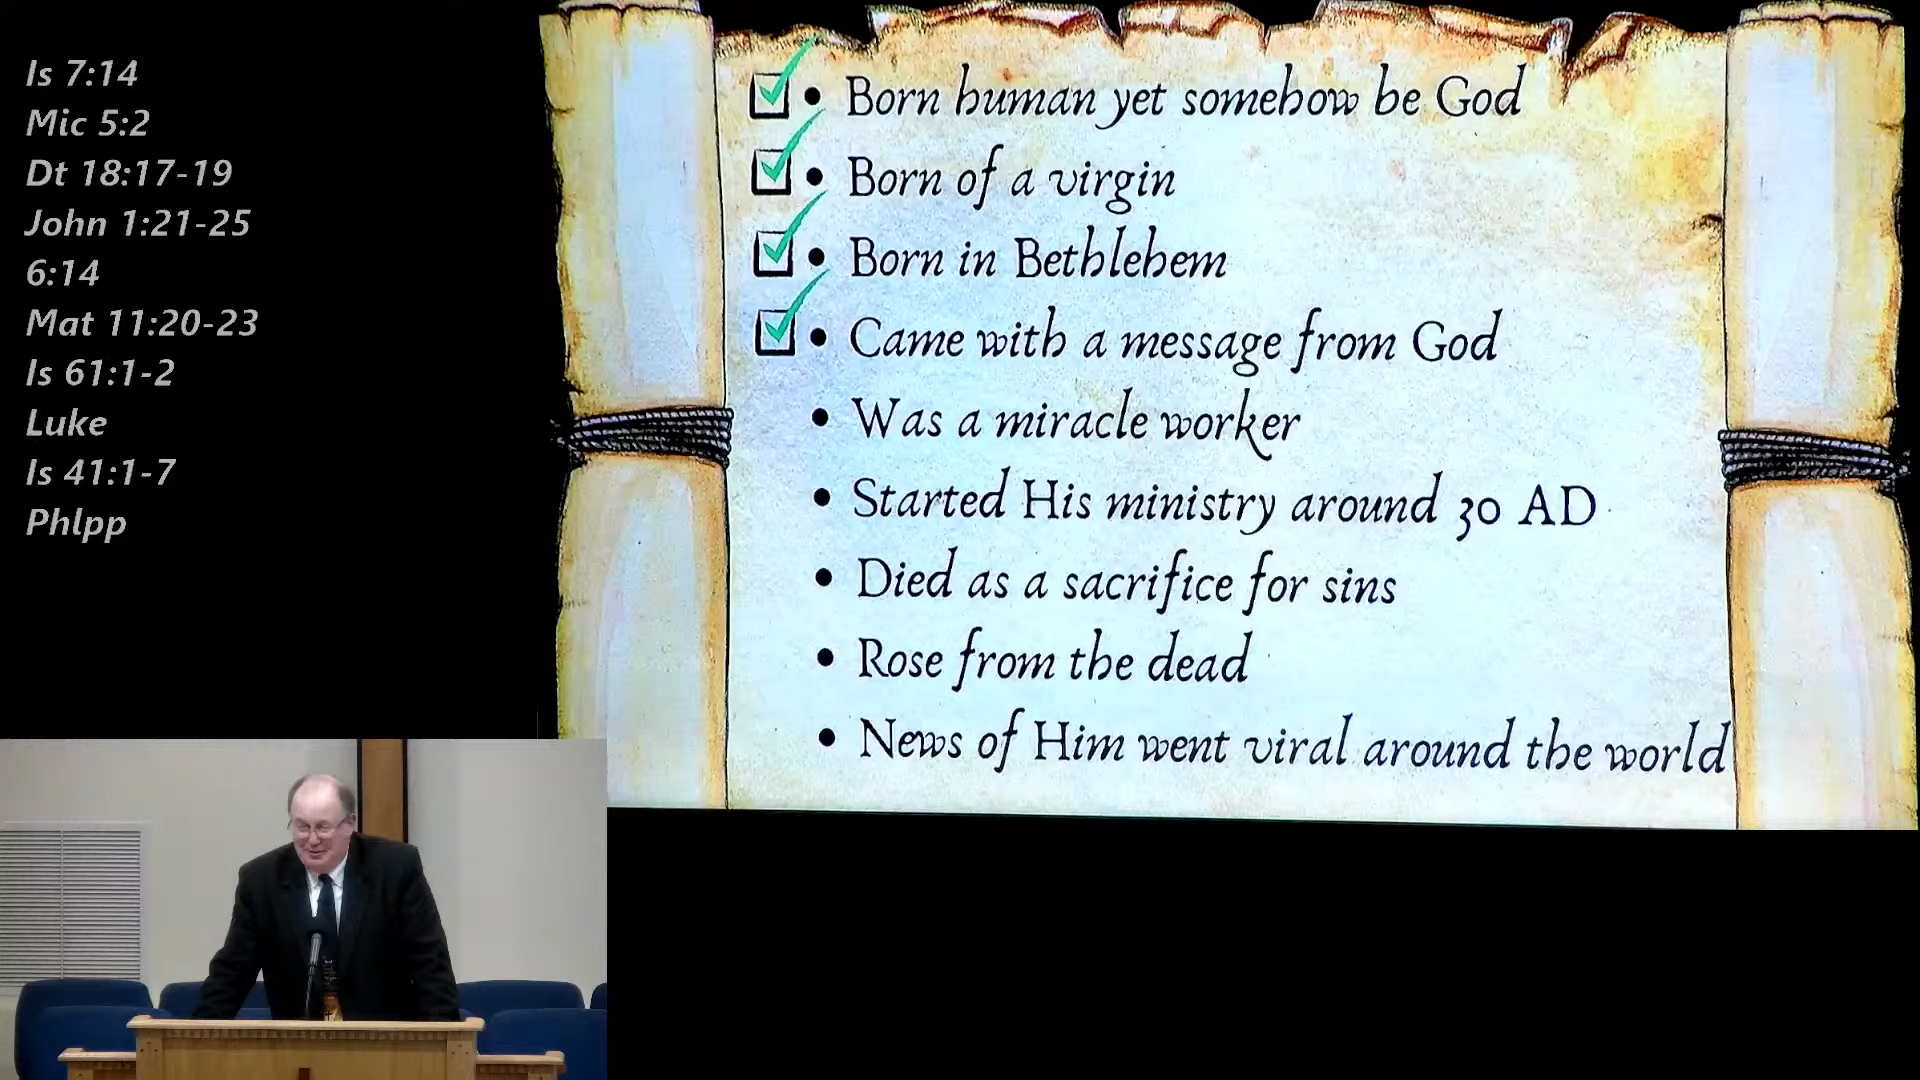 Is 7:14
Mic 5:2
Dt 18:17-19
John 1:21-25
6:14
Mat 11:20-23
Is 61:1-2
Luke
Is 41:1-7
Phlpp
• Born human yet somehow be God
• Born of a virgin
• Born in Bethlehem
• Came with a message from God
• Was a miracle worker
• Started His ministry around 30 AD
• Died as a sacrifice for sins
• Rose from the dead
• News of Him went viral around the world